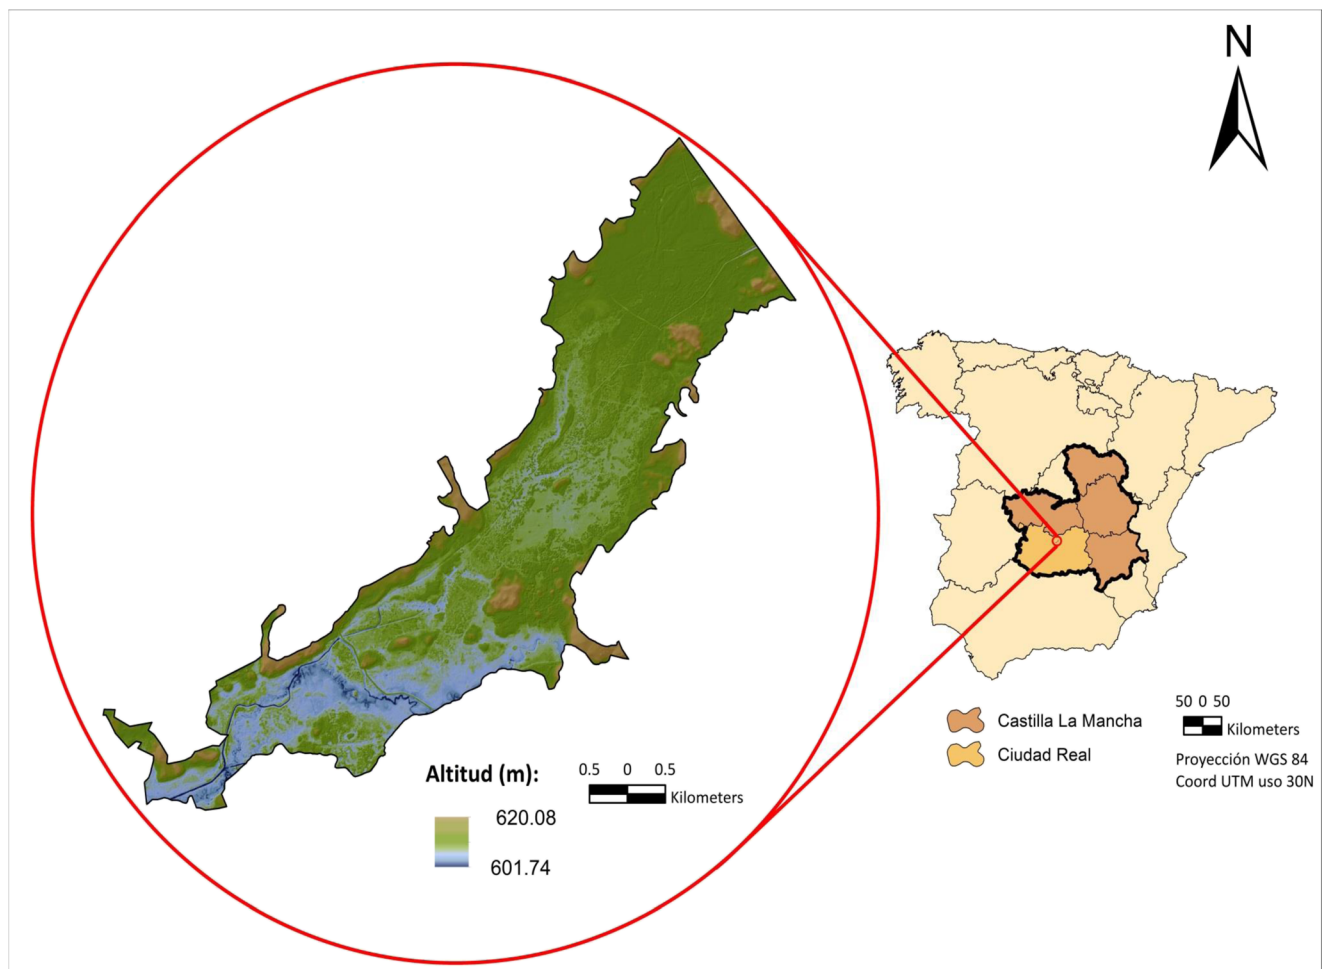 N
Altitud (m):
620.08
601.74
0.5 0 0.5
Kilometers
Castilla La Mancha
Ciudad Real
50 0 50
Kilometers
Proyección WGS 84
Coord UTM uso 30N